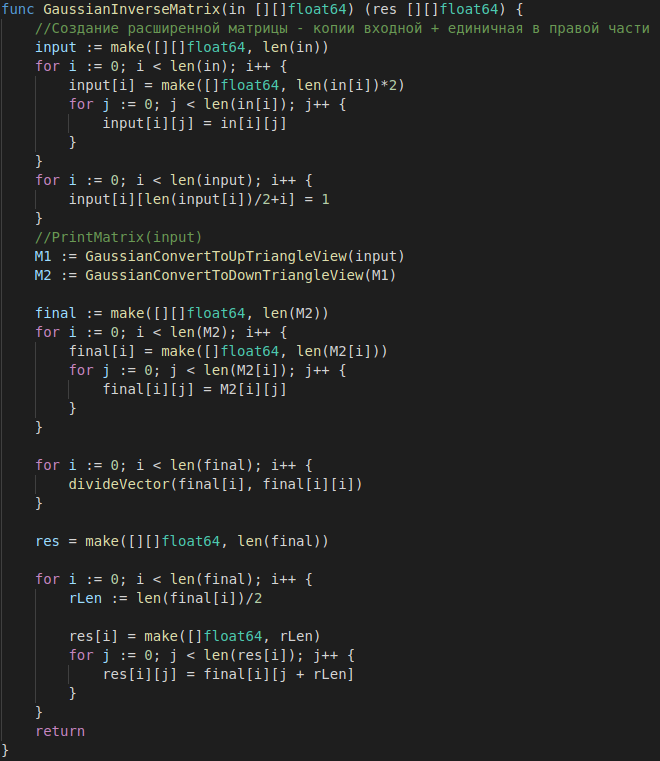 func GaussianInverseMatrix(in [][]float64) (res [][]float64) {
    //Создание расширенной матрицы - копии входной + единичная в правой части
    input := make([][]float64, len(in))
    for i := 0; i < len(in); i++ {
        input[i] = make([]float64, len(in[i])*2)
        for j := 0; j < len(in[i]); j++ {
            input[i][j] = in[i][j]
        }
    }
    for i := 0; i < len(input); i++ {
        input[i][len(input[i])/2+i] = 1
    }
    //PrintMatrix(input)
    M1 := GaussianConvertToUpTriangleView(input)
    M2 := GaussianConvertToDownTriangleView(M1)

    final := make([][]float64, len(M2))
    for i := 0; i < len(M2); i++ {
        final[i] = make([]float64, len(M2[i]))
        for j := 0; j < len(M2[i]); j++ {
            final[i][j] = M2[i][j]
        }
    }

    for i := 0; i < len(final); i++ {
        divideVector(final[i], final[i][i])
    }

    res = make([][]float64, len(final))

    for i := 0; i < len(final); i++ {
        rLen := len(final[i])/2

        res[i] = make([]float64, rLen)
        for j := 0; j < len(res[i]); j++ {
            res[i][j] = final[i][j + rLen]
        }
    }
    return
}